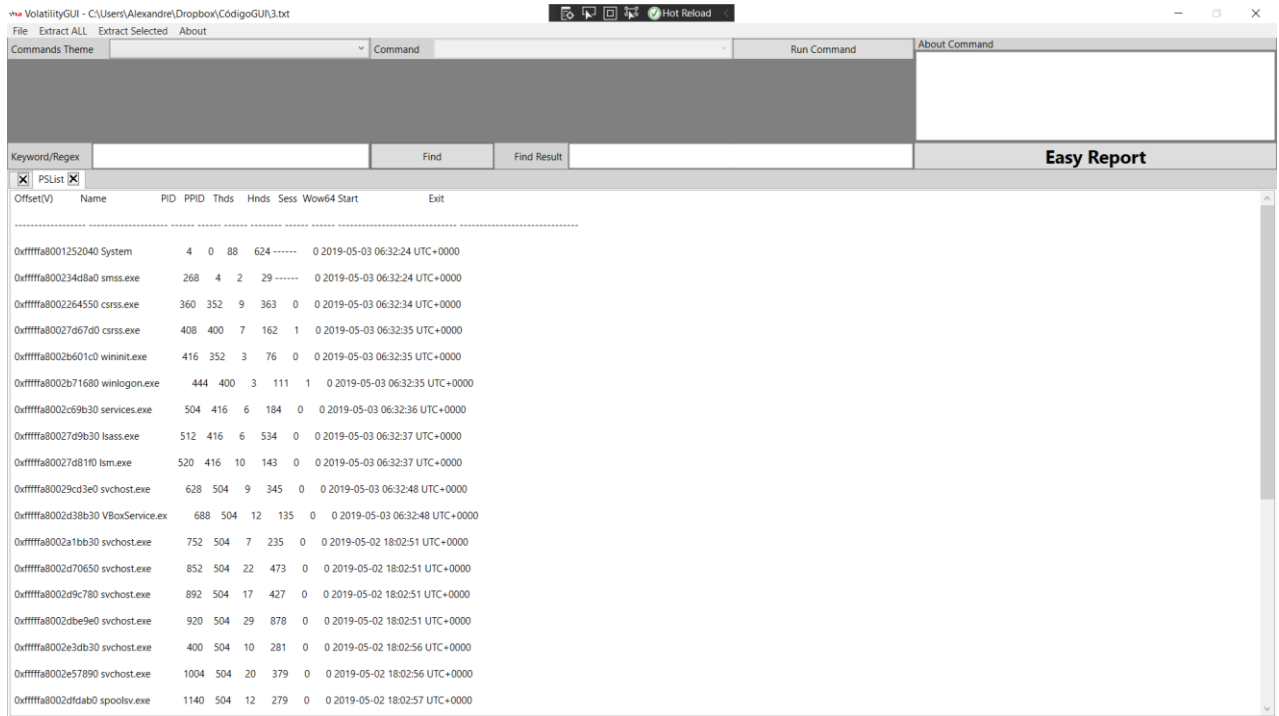 VolatilityGUI - C:\Users\Alexandre\Dropbox\CódigoGUI\3.txt
Hot Reload
File Extract ALL Extract Selected About
Commands Theme Command Run Command About Command
Keyword/Regex Find Find Result Easy Report
PSList
Offset(V) Name PID PPID Thds Hnds Sess Wow64 Start Exit
------------------ -------------------- ------ ------ ------ -------- ------ ------ ------------------------------ ------------------------------
0xfffffa8001252040 System 4 0 88 624 ------ 0 2019-05-03 06:32:24 UTC+0000
0xfffffa800234d8a0 smss.exe 268 4 2 29 ------ 0 2019-05-03 06:32:24 UTC+0000
0xfffffa8002264550 csrss.exe 360 352 9 363 0 0 2019-05-03 06:32:34 UTC+0000
0xfffffa80027d67d0 csrss.exe 408 400 7 162 1 0 2019-05-03 06:32:35 UTC+0000
0xfffffa8002b601c0 wininit.exe 416 352 3 76 0 0 2019-05-03 06:32:35 UTC+0000
0xfffffa8002b71680 winlogon.exe 444 400 3 111 1 0 2019-05-03 06:32:35 UTC+0000
0xfffffa8002c69b30 services.exe 504 416 6 184 0 0 2019-05-03 06:32:36 UTC+0000
0xfffffa80027d9b30 lsass.exe 512 416 6 534 0 0 2019-05-03 06:32:37 UTC+0000
0xfffffa80027d81f0 lsm.exe 520 416 10 143 0 0 2019-05-03 06:32:37 UTC+0000
0xfffffa80029cd3e0 svchost.exe 628 504 9 345 0 0 2019-05-03 06:32:48 UTC+0000
0xfffffa8002d38b30 VBoxService.ex 688 504 12 135 0 0 2019-05-03 06:32:48 UTC+0000
0xfffffa8002a1bb30 svchost.exe 752 504 7 235 0 0 2019-05-02 18:02:51 UTC+0000
0xfffffa8002d70650 svchost.exe 852 504 22 473 0 0 2019-05-02 18:02:51 UTC+0000
0xfffffa8002d9c780 svchost.exe 892 504 17 427 0 0 2019-05-02 18:02:51 UTC+0000
0xfffffa8002dbe9e0 svchost.exe 920 504 29 878 0 0 2019-05-02 18:02:51 UTC+0000
0xfffffa8002e3db30 svchost.exe 400 504 10 281 0 0 2019-05-02 18:02:56 UTC+0000
0xfffffa8002e57890 svchost.exe 1004 504 20 379 0 0 2019-05-02 18:02:56 UTC+0000
0xfffffa8002dfdab0 spoolsv.exe 1140 504 12 279 0 0 2019-05-02 18:02:57 UTC+0000